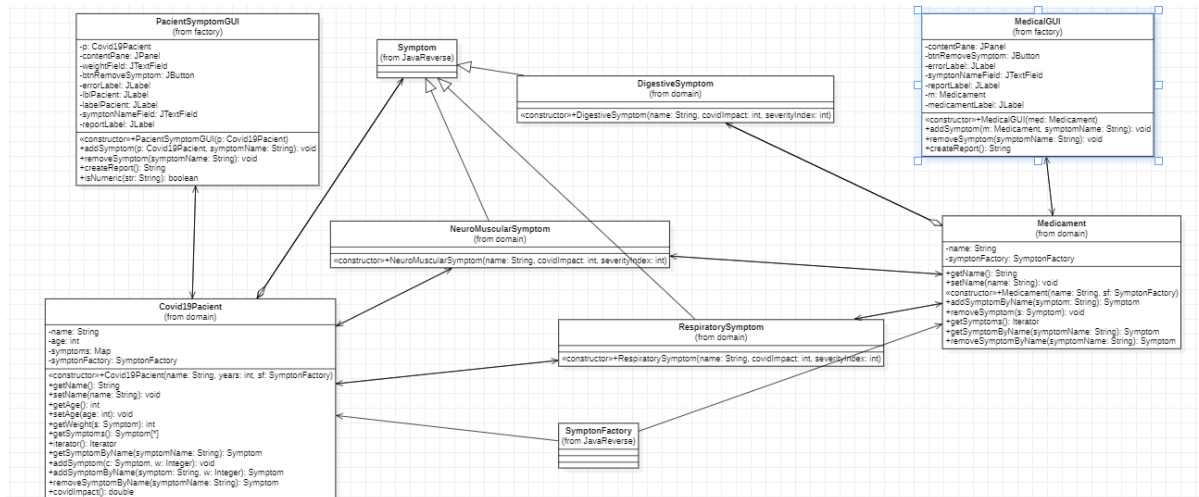 PacientSymptomGUI
(from factory)
-p: Covid19Pacient
-contentPane: JPanel
-weightField: JTextField
-btnRemoveSymptom: JButton
-errorLabel: JLabel
-lblPacient: JLabel
-labelPacient: JLabel
-symptonNameField: JTextField
-reportLabel: JLabel
«constructor»+PacientSymptomGUI(p: Covid19Pacient)
+addSymptom(p: Covid19Pacient, symptomName: String): void
+removeSymptom(symptomName: String): void
+createReport(): String
+isNumeric(str: String): boolean
Symptom
(from JavaReverse)
DigestiveSymptom
(from domain)
«constructor»+DigestiveSymptom(name: String, covidImpact: int, severityIndex: int)
MedicalGUI
(from factory)
-contentPane: JPanel
-btnRemoveSymptom: JButton
-errorLabel: JLabel
-symptonNameField: JTextField
-reportLabel: JLabel
-m: Medicament
-medicamentLabel: JLabel
«constructor»+MedicalGUI(med: Medicament)
+addSymptom(m: Medicament, symptomName: String): void
+removeSymptom(symptomName: String): void
+createReport(): String
NeuroMuscularSymptom
(from domain)
«constructor»+NeuroMuscularSymptom(name: String, covidImpact: int, severityIndex: int)
Medicament
(from domain)
-name: String
-symptonFactory: SymptonFactory
+getName(): String
+setName(name: String): void
«constructor»+Medicament(name: String, sf: SymptonFactory)
+addSymptomByName(symptom: String): Symptom
+removeSymptom(s: Symptom): void
+getSymptoms(): Iterator
+getSymptomByName(symptomName: String): Symptom
+removeSymptomByName(symptomName: String): Symptom
Covid19Pacient
(from domain)
-name: String
-age: int
-symptoms: Map
-symptonFactory: SymptonFactory
«constructor»+Covid19Pacient(name: String, years: int, sf: SymptonFactory)
+getName(): String
+setName(name: String): void
+getAge(): int
+setAge(age: int): void
+getWeight(s: Symptom): int
+getSymptoms(): Symptom[*]
+iterator(): Iterator
+getSymptomByName(symptomName: String): Symptom
+addSymptom(c: Symptom, w: Integer): void
+addSymptomByName(symptom: String, w: Integer): Symptom
+removeSymptomByName(symptomName: String): Symptom
+covidImpact(): double
RespiratorySymptom
(from domain)
«constructor»+RespiratorySymptom(name: String, covidImpact: int, severityIndex: int)
SymptonFactory
(from JavaReverse)